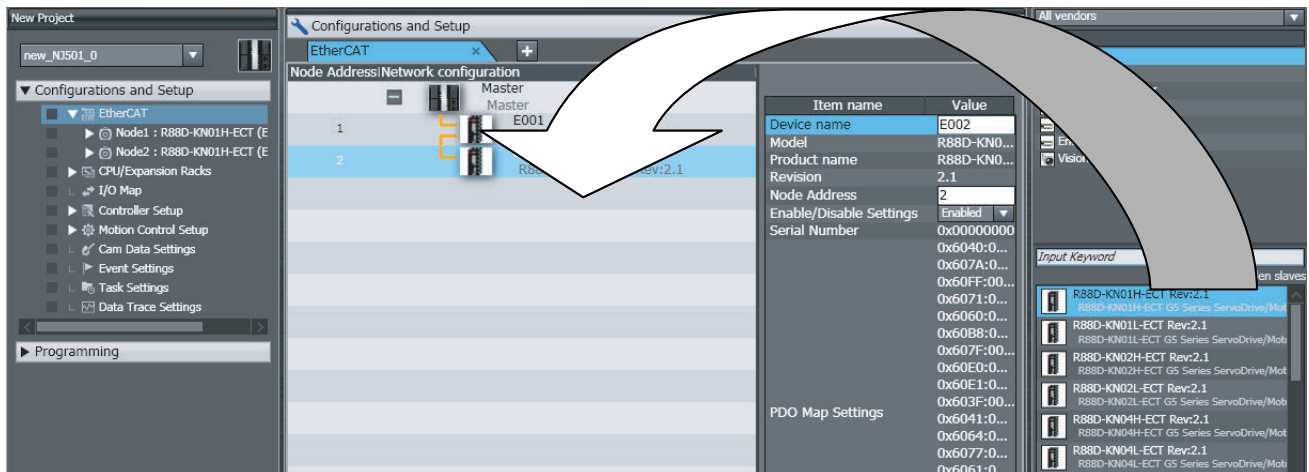 New Project
new_NJ501_0
Configurations and Setup
EtherCAT
Node1 : R88D-KN01H-ECT (E
Node2 : R88D-KN01H-ECT (E
CPU/Expansion Racks
I/O Map
Controller Setup
Motion Control Setup
Cam Data Settings
Event Settings
Task Settings
Data Trace Settings
Programming
Configurations and Setup
EtherCAT
Node Address|Network configuration
Master
Master
1
E001
2
Rev:2.1
Item name Value
Device name E002
Model R88D-KN0...
Product name R88D-KN0...
Revision 2.1
Node Address 2
Enable/Disable Settings Enabled
Serial Number 0x00000000
0x6040:0...
0x607A:0...
0x60FF:00...
0x6071:0...
0x6060:0...
0x60B8:0...
0x607F:00...
0x60E0:0...
0x60E1:0...
0x603F:00...
PDO Map Settings 0x6041:0...
0x6064:0...
0x6077:0...
0x6061:0
All vendors
Vision
Input Keyword
en slaves
R88D-KN01H-ECT Rev:2.1
R88D-KN01H-ECT G5 Series ServoDrive/Mot
R88D-KN01L-ECT Rev:2.1
R88D-KN01L-ECT G5 Series ServoDrive/Mot
R88D-KN02H-ECT Rev:2.1
R88D-KN02H-ECT G5 Series ServoDrive/Mot
R88D-KN02L-ECT Rev:2.1
R88D-KN02L-ECT G5 Series ServoDrive/Mot
R88D-KN04H-ECT Rev:2.1
R88D-KN04H-ECT G5 Series ServoDrive/Mot
R88D-KN04L-ECT Rev:2.1
R88D-KN04L-ECT G5 Series ServoDrive/Mot